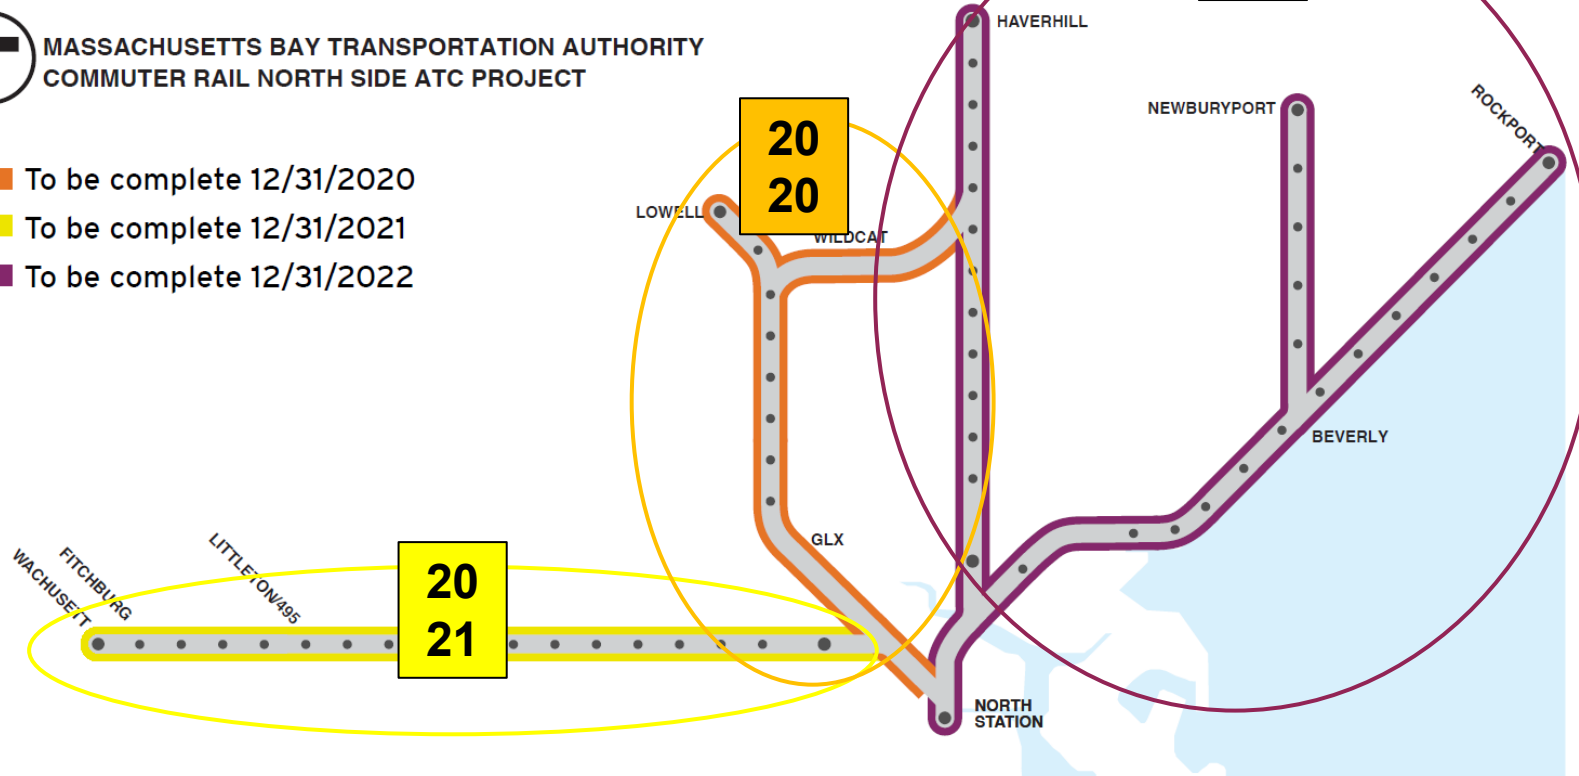 MASSACHUSETTS BAY TRANSPORTATION AUTHORITY
COMMUTER RAIL NORTH SIDE ATC PROJECT
To be complete 12/31/2020
To be complete 12/31/2021
To be complete 12/31/2022
HAVERHILL
NEWBURYPORT
ROCKPORT
20
20
LOWELL
WILDCAT
BEVERLY
GLX
WACHUSETT
FITCHBURG
LITTLETON/495
20
21
NORTH
STATION